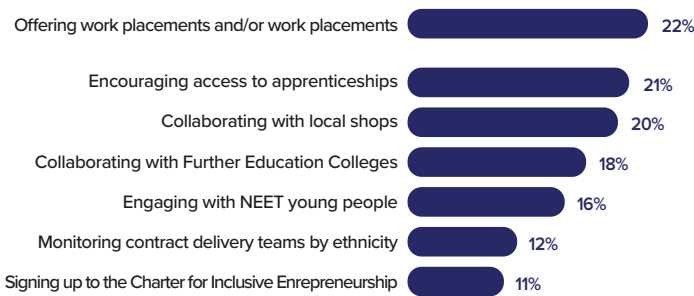 Offering work placements and/or work placements 22%
Encouraging access to apprenticeships 21%
Collaborating with local shops 20%
Collaborating with Further Education Colleges 18%
Engaging with NEET young people 16%
Monitoring contract delivery teams by ethnicity 12%
Signing up to the Charter for Inclusive Enrepreneurship 11%